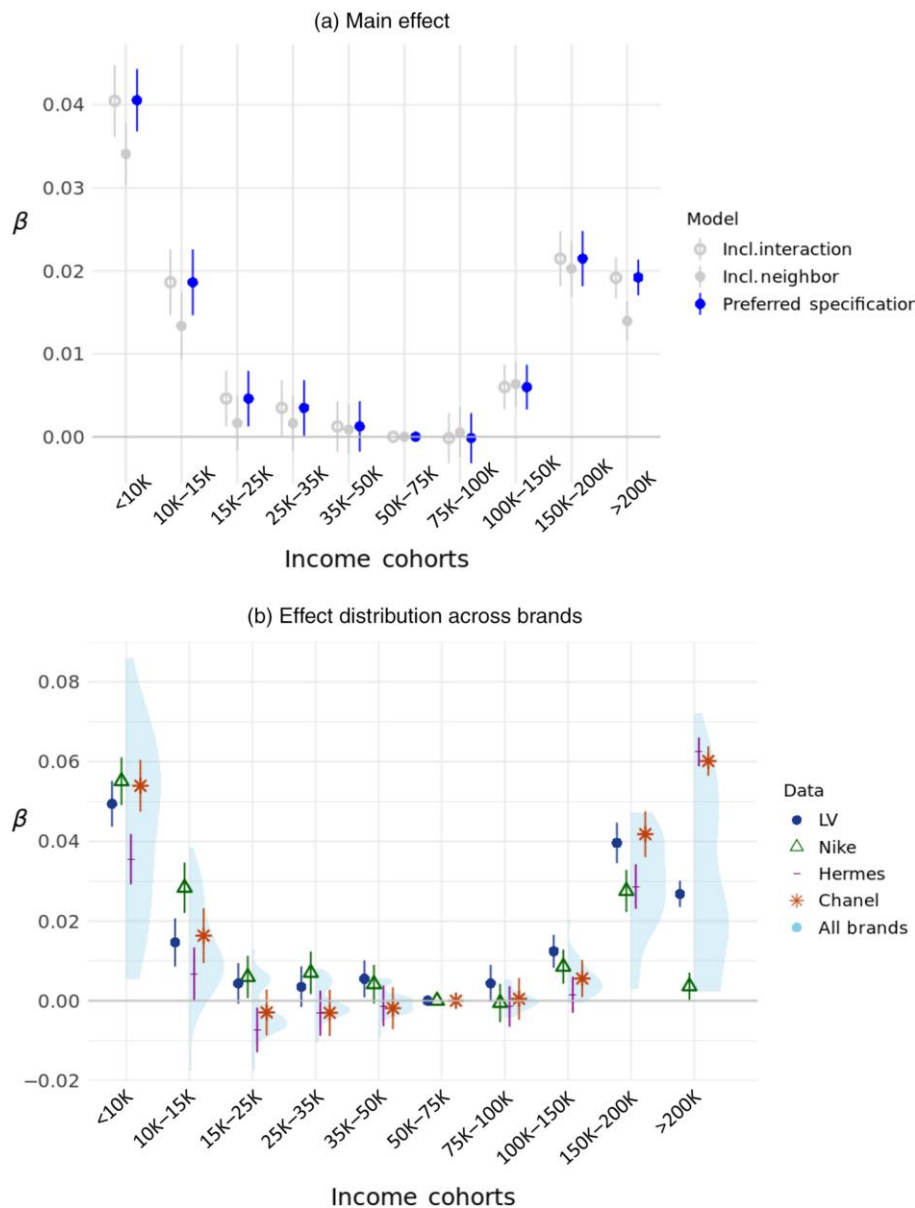 (a) Main effect
0.04
0.03
β
0.02
0.01
0.00
<10K
10K–15K
15K–25K
25K–35K
35K–50K
50K–75K
75K–100K
100K–150K
150K–200K
>200K
Income cohorts
Model
Incl.interaction
Incl.neighbor
Preferred specification
(b) Effect distribution across brands
0.08
0.06
β
0.04
0.02
0.00
−0.02
<10K
10K–15K
15K–25K
25K–35K
35K–50K
50K–75K
75K–100K
100K–150K
150K–200K
>200K
Income cohorts
Data
LV
Nike
Hermes
Chanel
All brands